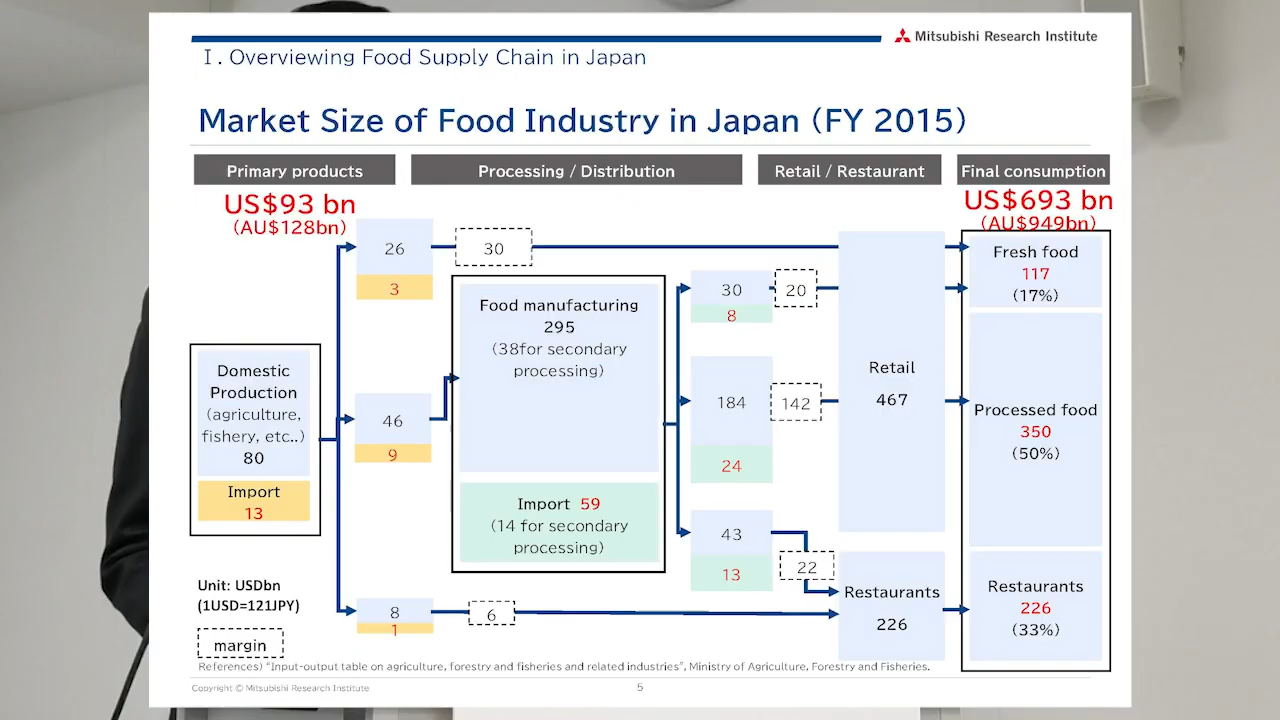 Mitsubishi Research Institute
Ⅰ. Overviewing Food Supply Chain in Japan
Market Size of Food Industry in Japan (FY 2015)
Primary products
Processing / Distribution
Retail / Restaurant
Final consumption
US$93 bn
(AU$128bn)
US$693 bn
(AU$949bn)
26
3
30
Domestic
Production
(agriculture,
fishery, etc..)
80
Import
13
46
9
8
1
6
Food manufacturing
295
(38for secondary
processing)
Import 59
(14 for secondary
processing)
30
8
20
184
24
142
43
13
22
Retail
467
Restaurants
226
Fresh food
117
(17%)
Processed food
350
(50%)
Restaurants
226
(33%)
Unit: USDbn
(1USD=121JPY)
margin
References) "Input-output table on agriculture, forestry and fisheries and related industries", Ministry of Agriculture, Forestry and Fisheries.
Copyright © Mitsubishi Research Institute
5